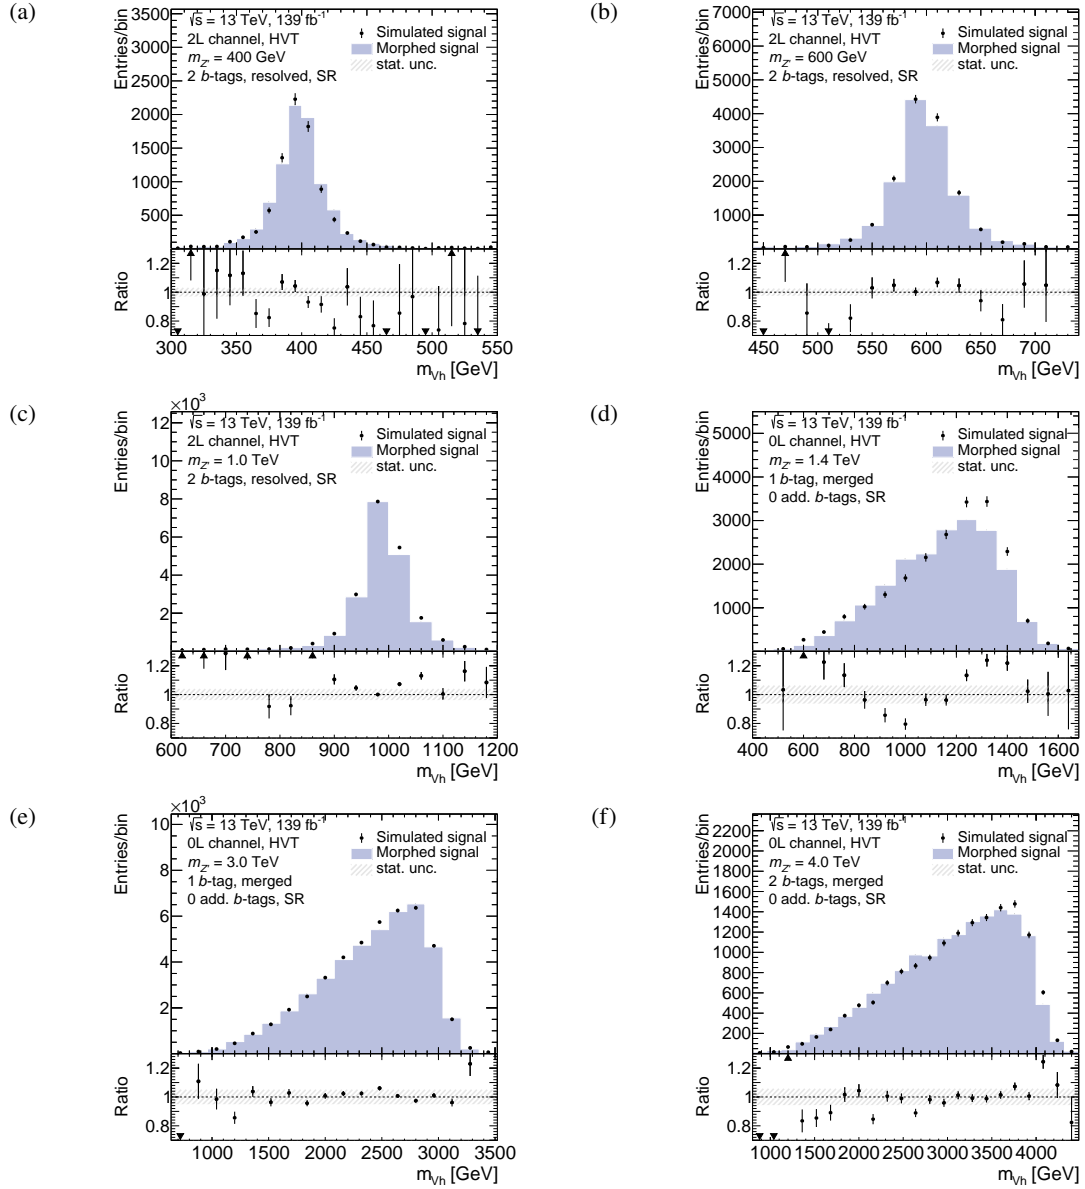 (a)
Entries/bin
√s = 13 TeV, 139 fb⁻¹
2L channel, HVT
m_Z' = 400 GeV
2 b-tags, resolved, SR
Simulated signal
Morphed signal
stat. unc.
3500
3000
2500
2000
1500
1000
500
Ratio
1.2
1
0.8
300 350 400 450 500 550
m_Vh [GeV]
(b)
Entries/bin
√s = 13 TeV, 139 fb⁻¹
2L channel, HVT
m_Z' = 600 GeV
2 b-tags, resolved, SR
Simulated signal
Morphed signal
stat. unc.
7000
6000
5000
4000
3000
2000
1000
Ratio
1.2
1
0.8
450 500 550 600 650 700
m_Vh [GeV]
(c)
×10³
Entries/bin
√s = 13 TeV, 139 fb⁻¹
2L channel, HVT
m_Z' = 1.0 TeV
2 b-tags, resolved, SR
Simulated signal
Morphed signal
stat. unc.
12
10
8
6
4
2
Ratio
1.2
1
0.8
600 700 800 900 1000 1100 1200
m_Vh [GeV]
(d)
Entries/bin
√s = 13 TeV, 139 fb⁻¹
0L channel, HVT
m_Z' = 1.4 TeV
1 b-tag, merged
0 add. b-tags, SR
Simulated signal
Morphed signal
stat. unc.
5000
4000
3000
2000
1000
Ratio
1.2
1
0.8
400 600 800 1000 1200 1400 1600
m_Vh [GeV]
(e)
×10³
Entries/bin
√s = 13 TeV, 139 fb⁻¹
0L channel, HVT
m_Z' = 3.0 TeV
1 b-tag, merged
0 add. b-tags, SR
Simulated signal
Morphed signal
stat. unc.
10
8
6
4
2
Ratio
1.2
1
0.8
1000 1500 2000 2500 3000 3500
m_Vh [GeV]
(f)
Entries/bin
√s = 13 TeV, 139 fb⁻¹
0L channel, HVT
m_Z' = 4.0 TeV
2 b-tags, merged
0 add. b-tags, SR
Simulated signal
Morphed signal
stat. unc.
2200
2000
1800
1600
1400
1200
1000
800
600
400
200
Ratio
1.2
1
0.8
1000 1500 2000 2500 3000 3500 4000
m_Vh [GeV]